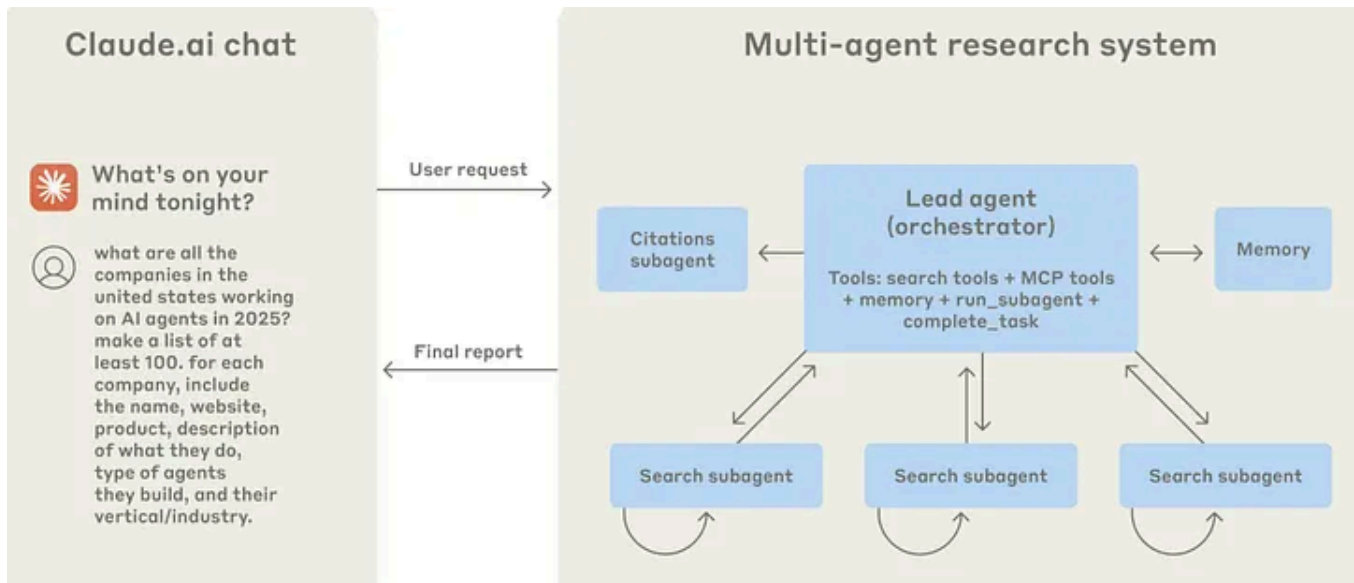 Claude.ai chat
What's on your
mind tonight?
what are all the
companies in the
united states working
on AI agents in 2025?
make a list of at
least 100. for each
company, include
the name, website,
product, description
of what they do,
type of agents
they build, and their
vertical/industry.
User request
Final report
Multi-agent research system
Citations
subagent
Lead agent
(orchestrator)
Tools: search tools + MCP tools
+ memory + run_subagent +
complete_task
Memory
Search subagent
Search subagent
Search subagent